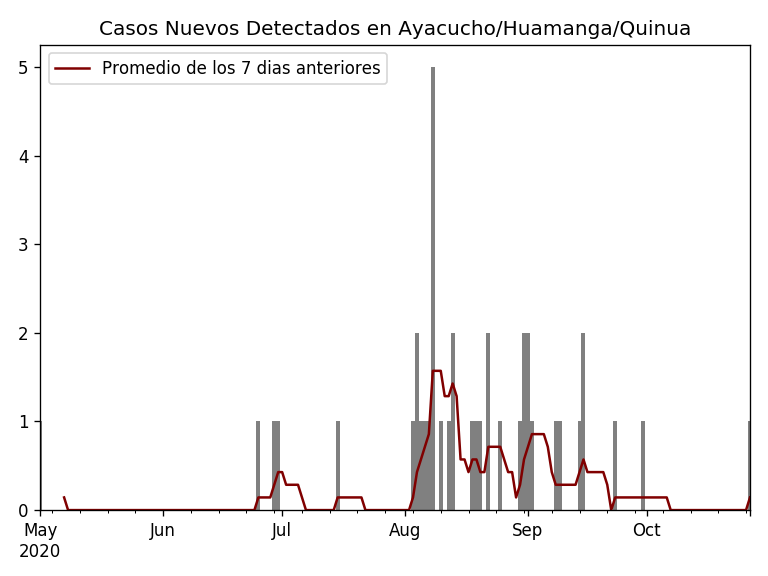 Casos Nuevos Detectados en Ayacucho/Huamanga/Quinua
Promedio de los 7 dias anteriores
5
4
3
2
1
0
May Jun Jul Aug Sep Oct
2020